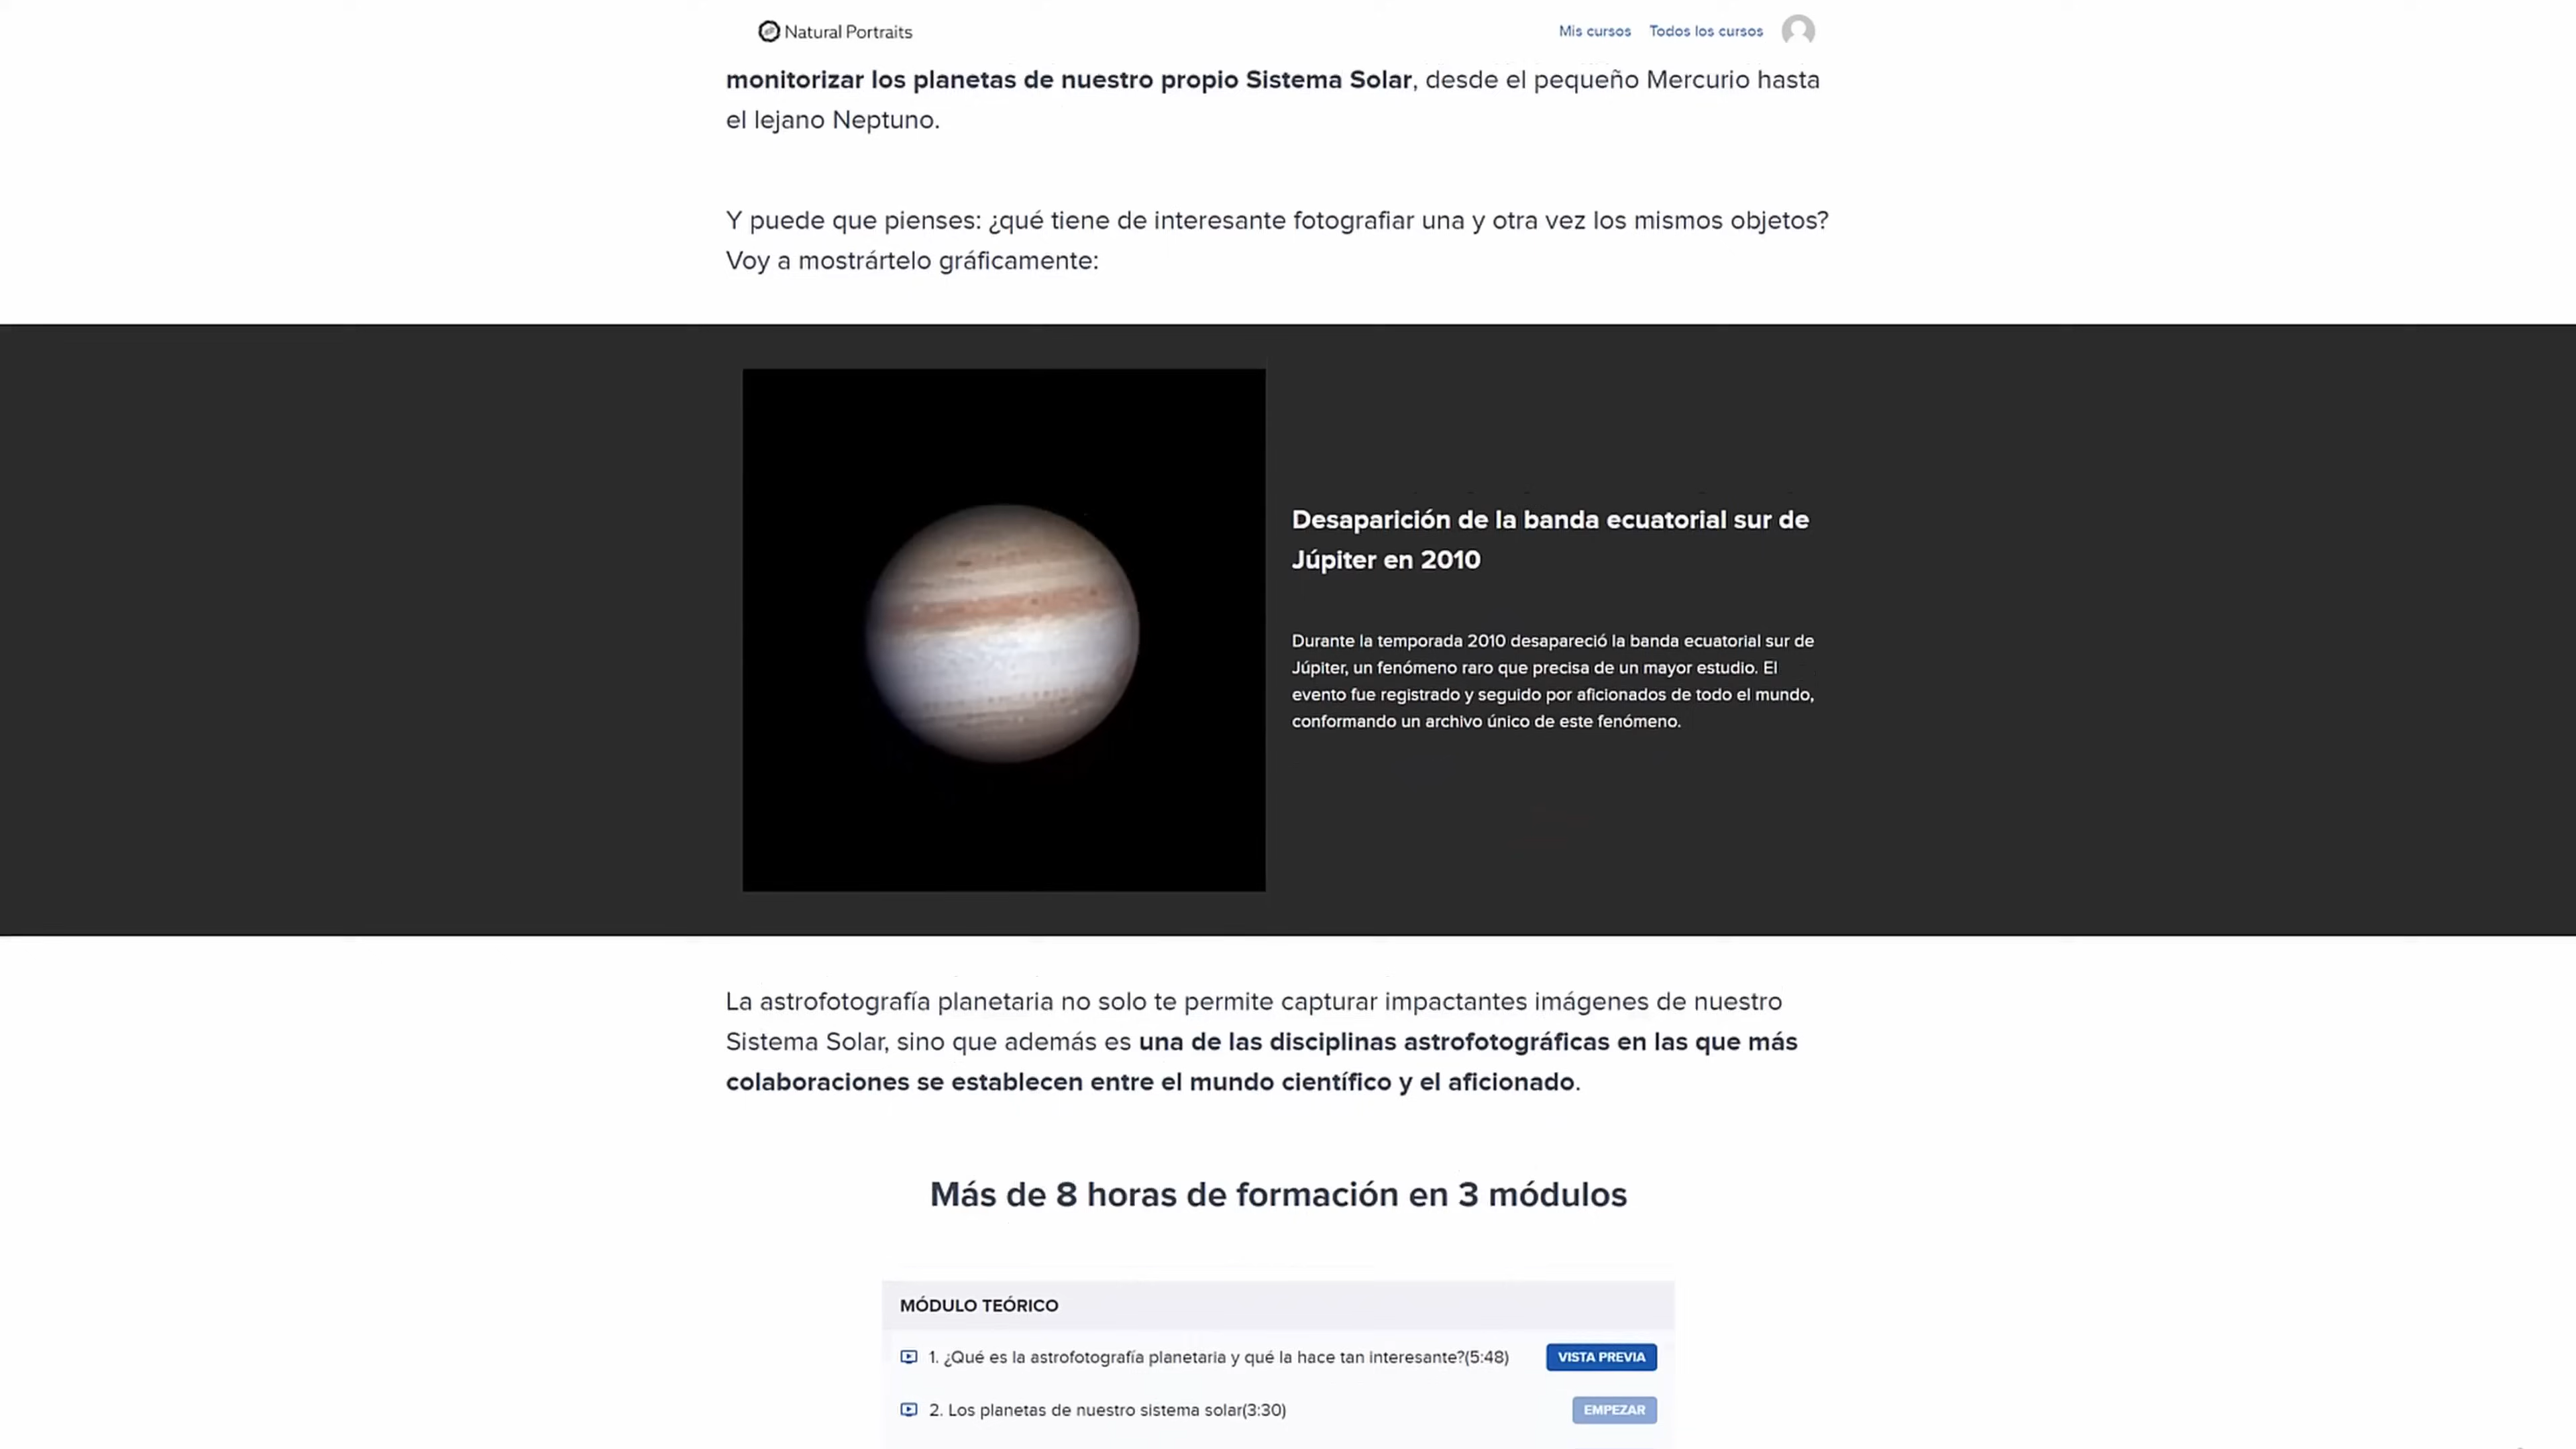 Natural Portraits
Mis cursos
Todos los cursos
monitorizar los planetas de nuestro propio Sistema Solar, desde el pequeño Mercurio hasta
el lejano Neptuno.
Y puede que pienses: ¿qué tiene de interesante fotografiar una y otra vez los mismos objetos?
Voy a mostrártelo gráficamente:
Desaparición de la banda ecuatorial sur de
Júpiter en 2010
Durante la temporada 2010 desapareció la banda ecuatorial sur de
Júpiter, un fenómeno raro que precisa de un mayor estudio. El
evento fue registrado y seguido por aficionados de todo el mundo,
conformando un archivo único de este fenómeno.
La astrofotografía planetaria no solo te permite capturar impactantes imágenes de nuestro
Sistema Solar, sino que además es una de las disciplinas astrofotográficas en las que más
colaboraciones se establecen entre el mundo científico y el aficionado.
Más de 8 horas de formación en 3 módulos
MÓDULO TEÓRICO
1. ¿Qué es la astrofotografía planetaria y qué la hace tan interesante?(5:48)
VISTA PREVIA
2. Los planetas de nuestro sistema solar(3:30)
EMPEZAR